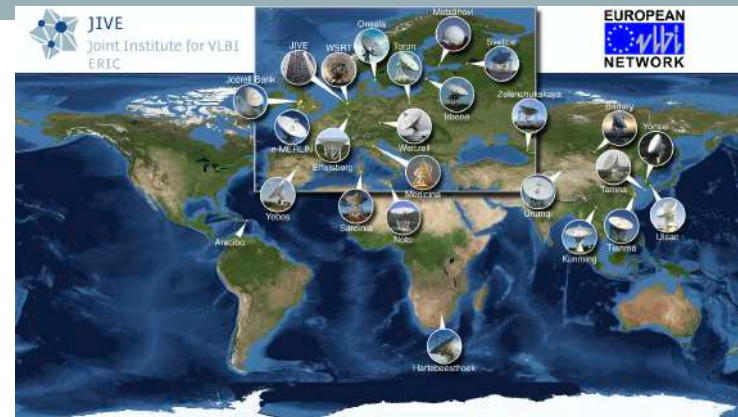 JIVE
Joint Institute for VLBI
ERIC
EUROPEAN
vlbi
NETWORK
Metsähovi
Onsala
JIVE
WSRT
Torun
Svetloe
Jodrell Bank
Zelenchukskaya
Irbene
Badary
Yonsei
e-MERLIN
Wettzell
Effelsberg
Medicina
Tamna
Urumqi
Yebes
Sardinia
Noto
Arecibo
Kunming
Tianma
Ulsan
Hartebeesthoek